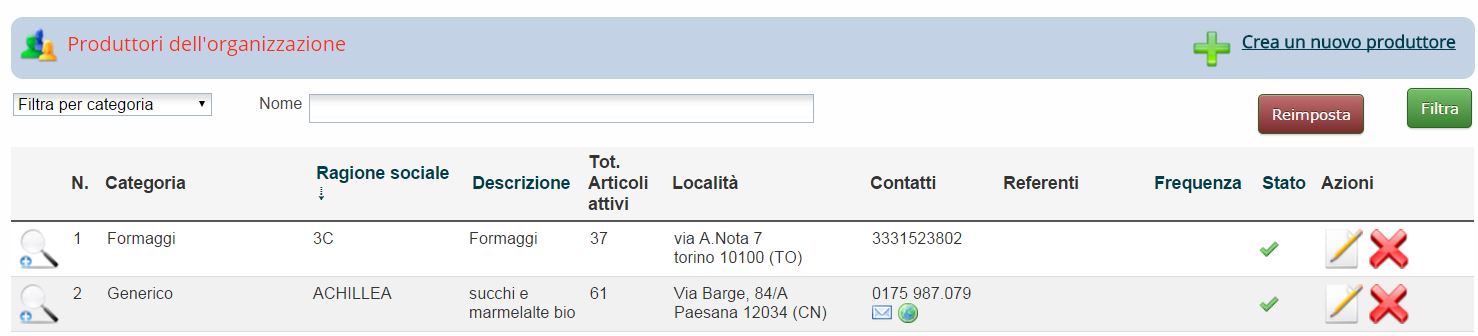 Produttori dell'organizzazione
Crea un nuovo produttore
Filtra per categoria
Nome
Reimposta
Filtra
N. Categoria Ragione sociale Descrizione Tot. Articoli attivi Località Contatti Referenti Frequenza Stato Azioni
1 Formaggi 3C Formaggi 37 via A.Nota 7 3331523802
torino 10100 (TO)
2 Generico ACHILLEA succhi e 61 Via Barge, 84/A 0175 987.079
marmelalte bio Paesana 12034 (CN)